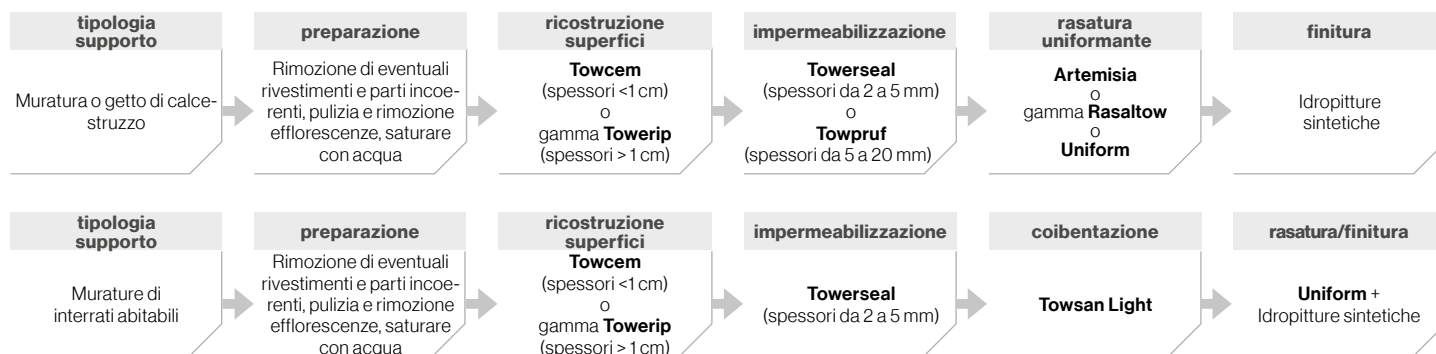 tipologia
supporto
preparazione
ricostruzione
superfici
impermeabilizzazione
rasatura
uniformante
finitura
Muratura o getto di calce-
struzzo
Rimozione di eventuali
rivestimenti e parti incoe-
renti, pulizia e rimozione
efflorescenze, saturare
con acqua
Towcem
(spessori <1 cm)
o
gamma Towerip
(spessori > 1 cm)
Towerseal
(spessori da 2 a 5 mm)
o
Towpruf
(spessori da 5 a 20 mm)
Artemisia
o
gamma Rasaltow
o
Uniform
Idropitture
sintetiche
tipologia
supporto
preparazione
ricostruzione
superfici
impermeabilizzazione
coibentazione
rasatura/finitura
Murature di
interrati abitabili
Rimozione di eventuali
rivestimenti e parti incoe-
renti, pulizia e rimozione
efflorescenze, saturare
con acqua
Towcem
(spessori <1 cm)
o
gamma Towerip
(spessori > 1 cm)
Towerseal
(spessori da 2 a 5 mm)
Towsan Light
Uniform +
Idropitture sintetiche